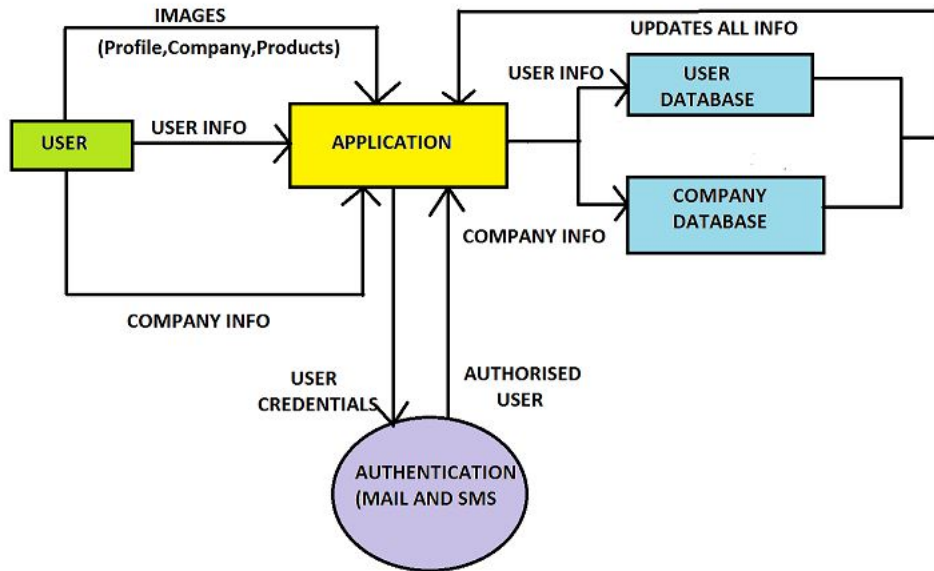 IMAGES
(Profile,Company,Products)
UPDATES ALL INFO
USER INFO
USER
DATABASE
USER
USER INFO
APPLICATION
COMPANY
DATABASE
COMPANY INFO
COMPANY INFO
USER
CREDENTIALS
AUTHORISED
USER
AUTHENTICATION
(MAIL AND SMS